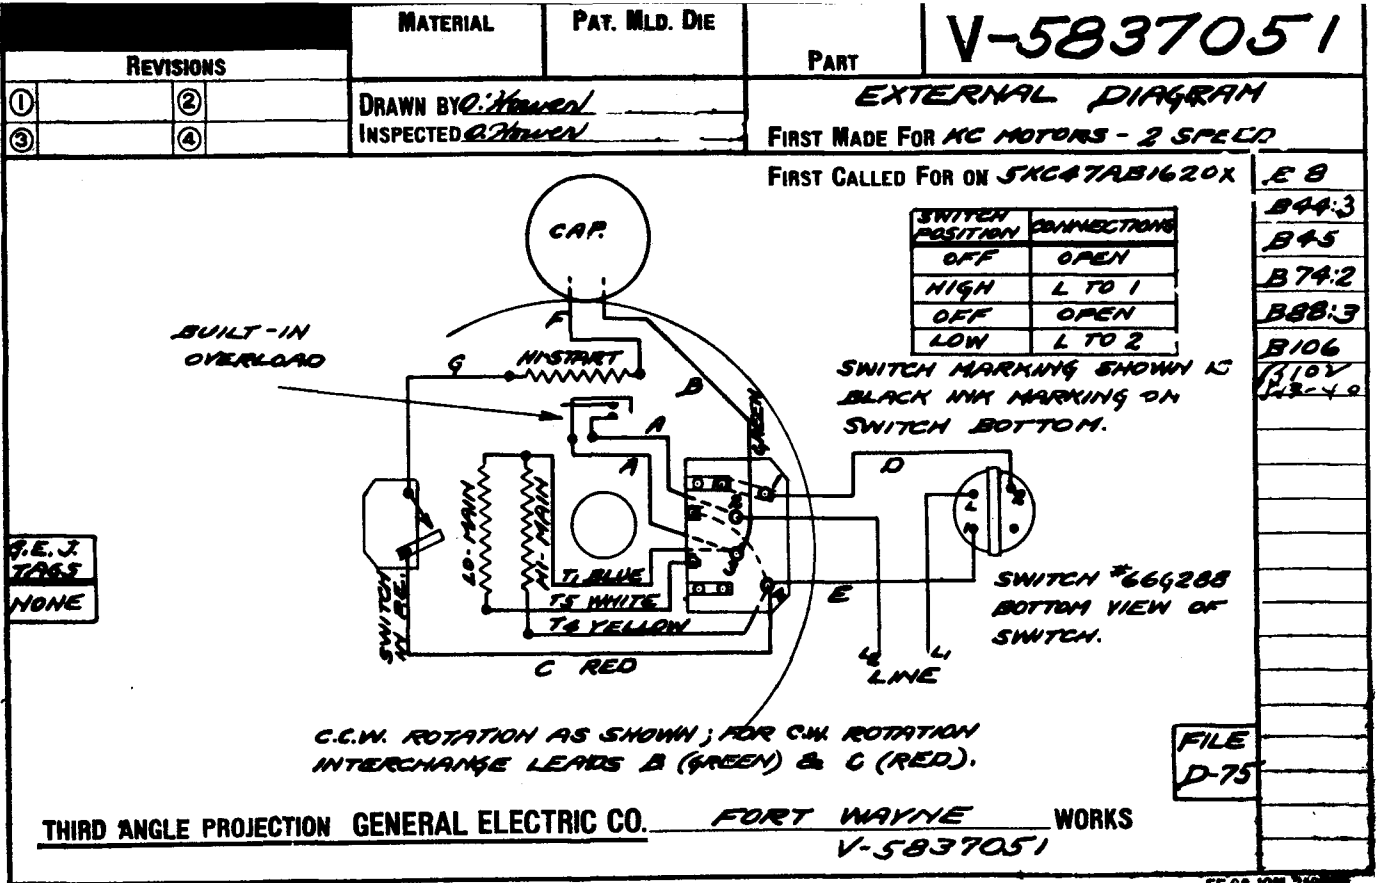 MATERIAL
PAT. MLD. DIE
PART
V-5837051
REVISIONS
1
2
3
4
DRAWN BY
INSPECTED
EXTERNAL DIAGRAM
FIRST MADE FOR KC MOTORS - 2 SPEED
FIRST CALLED FOR ON 5KC47AB1620X
E 8
B44:3
B45
B74:2
B88:3
B106
SWITCH POSITION CONNECTIONS
OFF OPEN
HIGH L TO 1
OFF OPEN
LOW L TO 2
SWITCH MARKING SHOWN IS
BLACK INK MARKING ON
SWITCH BOTTOM.
CAP.
BUILT-IN
OVERLOAD
F
G
HI-START
B
GREEN
A
A
D
LO-MAIN
HI-MAIN
T1 BLUE
T5 WHITE
T4 YELLOW
C RED
E
SWITCH
IN B.E.
L2
L1
LINE
L
SWITCH #66G288
BOTTOM VIEW OF
SWITCH.
G.E.J.
TAGS
NONE
C.C.W. ROTATION AS SHOWN; FOR C.W. ROTATION
INTERCHANGE LEADS B (GREEN) & C (RED).
FILE
D-75
THIRD ANGLE PROJECTION GENERAL ELECTRIC CO. FORT WAYNE WORKS
V-5837051